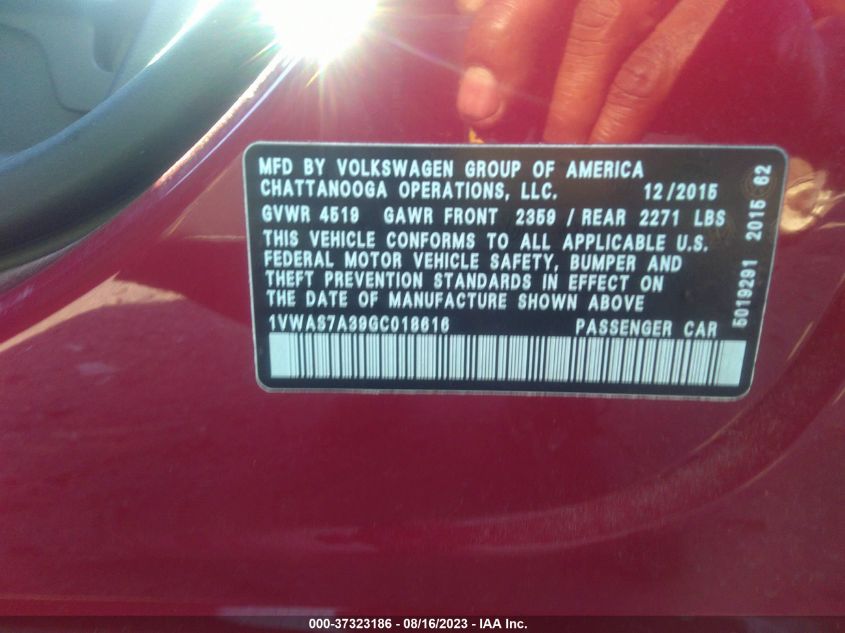 MFD BY VOLKSWAGEN GROUP OF AMERICA
CHATTANOOGA OPERATIONS, LLC. 12/2015
GVWR 4519 GAWR FRONT 2359 / REAR 2271 LBS
THIS VEHICLE CONFORMS TO ALL APPLICABLE U.S.
FEDERAL MOTOR VEHICLE SAFETY, BUMPER AND
THEFT PREVENTION STANDARDS IN EFFECT ON
THE DATE OF MANUFACTURE SHOWN ABOVE
1VWAS7A39GC018616 PASSENGER CAR
5019291 2015 62
000-37323186 - 08/16/2023 - IAA Inc.